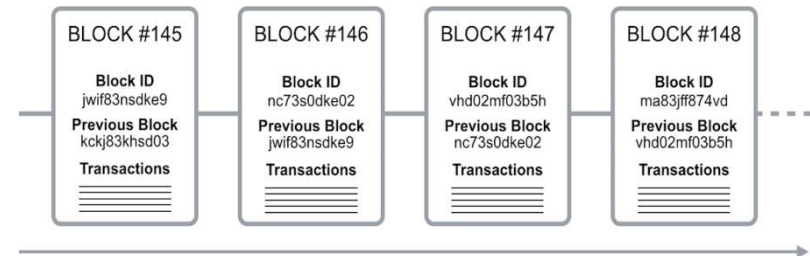 BLOCK #145
Block ID
jwif83nsdke9
Previous Block
kckj83khsd03
Transactions
BLOCK #146
Block ID
nc73s0dke02
Previous Block
jwif83nsdke9
Transactions
BLOCK #147
Block ID
vhd02mf03b5h
Previous Block
nc73s0dke02
Transactions
BLOCK #148
Block ID
ma83jff874vd
Previous Block
vhd02mf03b5h
Transactions